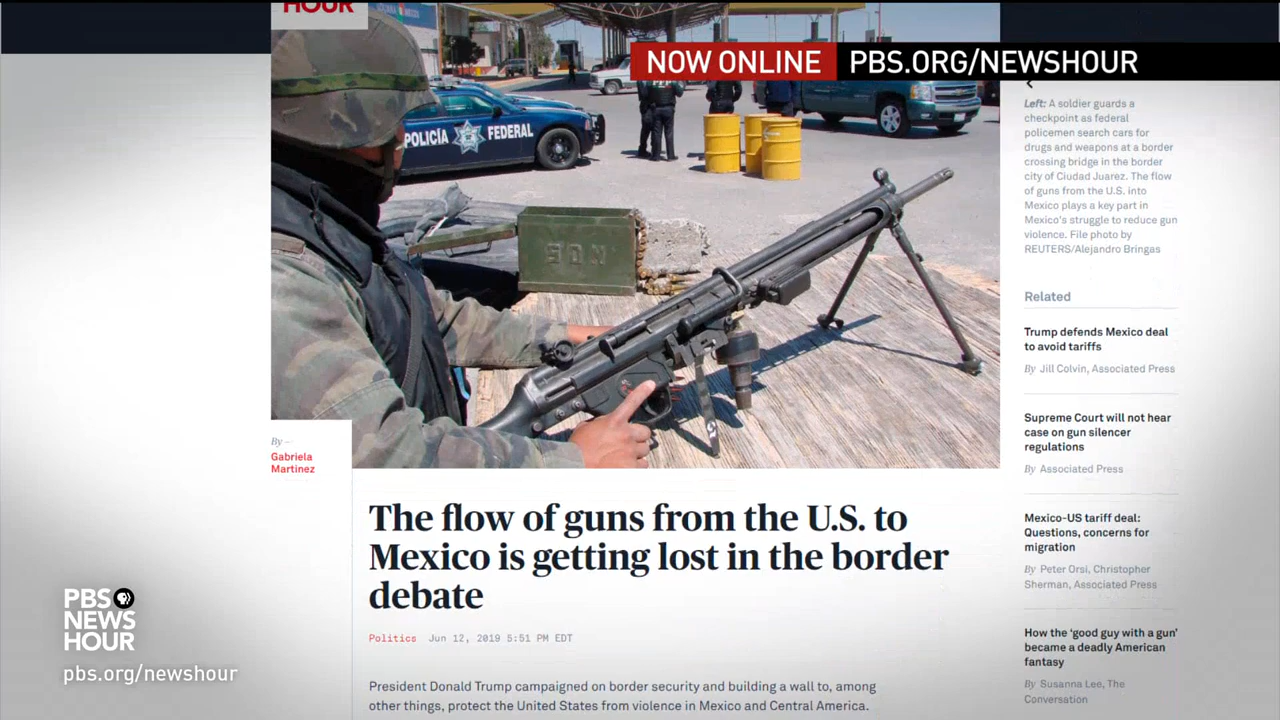 HOUR
NOW ONLINE PBS.ORG/NEWSHOUR
POLICÍA FEDERAL
SDN
Left: A soldier guards a
checkpoint as federal
policemen search cars for
drugs and weapons at a border
crossing bridge in the border
city of Ciudad Juarez. The flow
of guns from the U.S. into
Mexico plays a key part in
Mexico's struggle to reduce gun
violence. File photo by
REUTERS/Alejandro Bringas
Related
Trump defends Mexico deal
to avoid tariffs
By Jill Colvin, Associated Press
Supreme Court will not hear
case on gun silencer
regulations
By Associated Press
Mexico-US tariff deal:
Questions, concerns for
migration
By Peter Orsi, Christopher
Sherman, Associated Press
How the 'good guy with a gun'
became a deadly American
fantasy
By Susanna Lee, The
Conversation
By —
Gabriela
Martinez
The flow of guns from the U.S. to
Mexico is getting lost in the border
debate
Politics Jun 12, 2019 5:51 PM EDT
President Donald Trump campaigned on border security and building a wall to, among
other things, protect the United States from violence in Mexico and Central America.
PBS
NEWS
HOUR
pbs.org/newshour